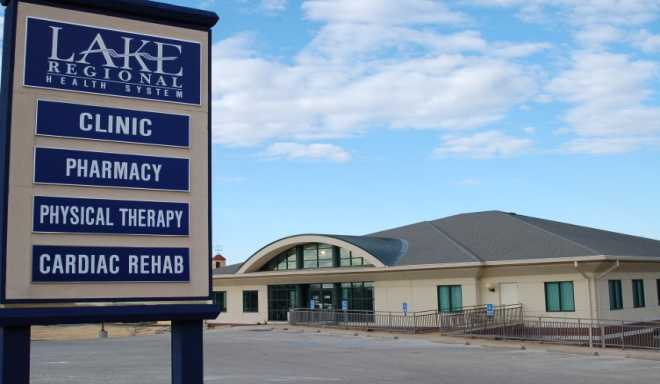 LAKE
REGIONAL
HEALTH SYSTEM
CLINIC
PHARMACY
PHYSICAL THERAPY
CARDIAC REHAB